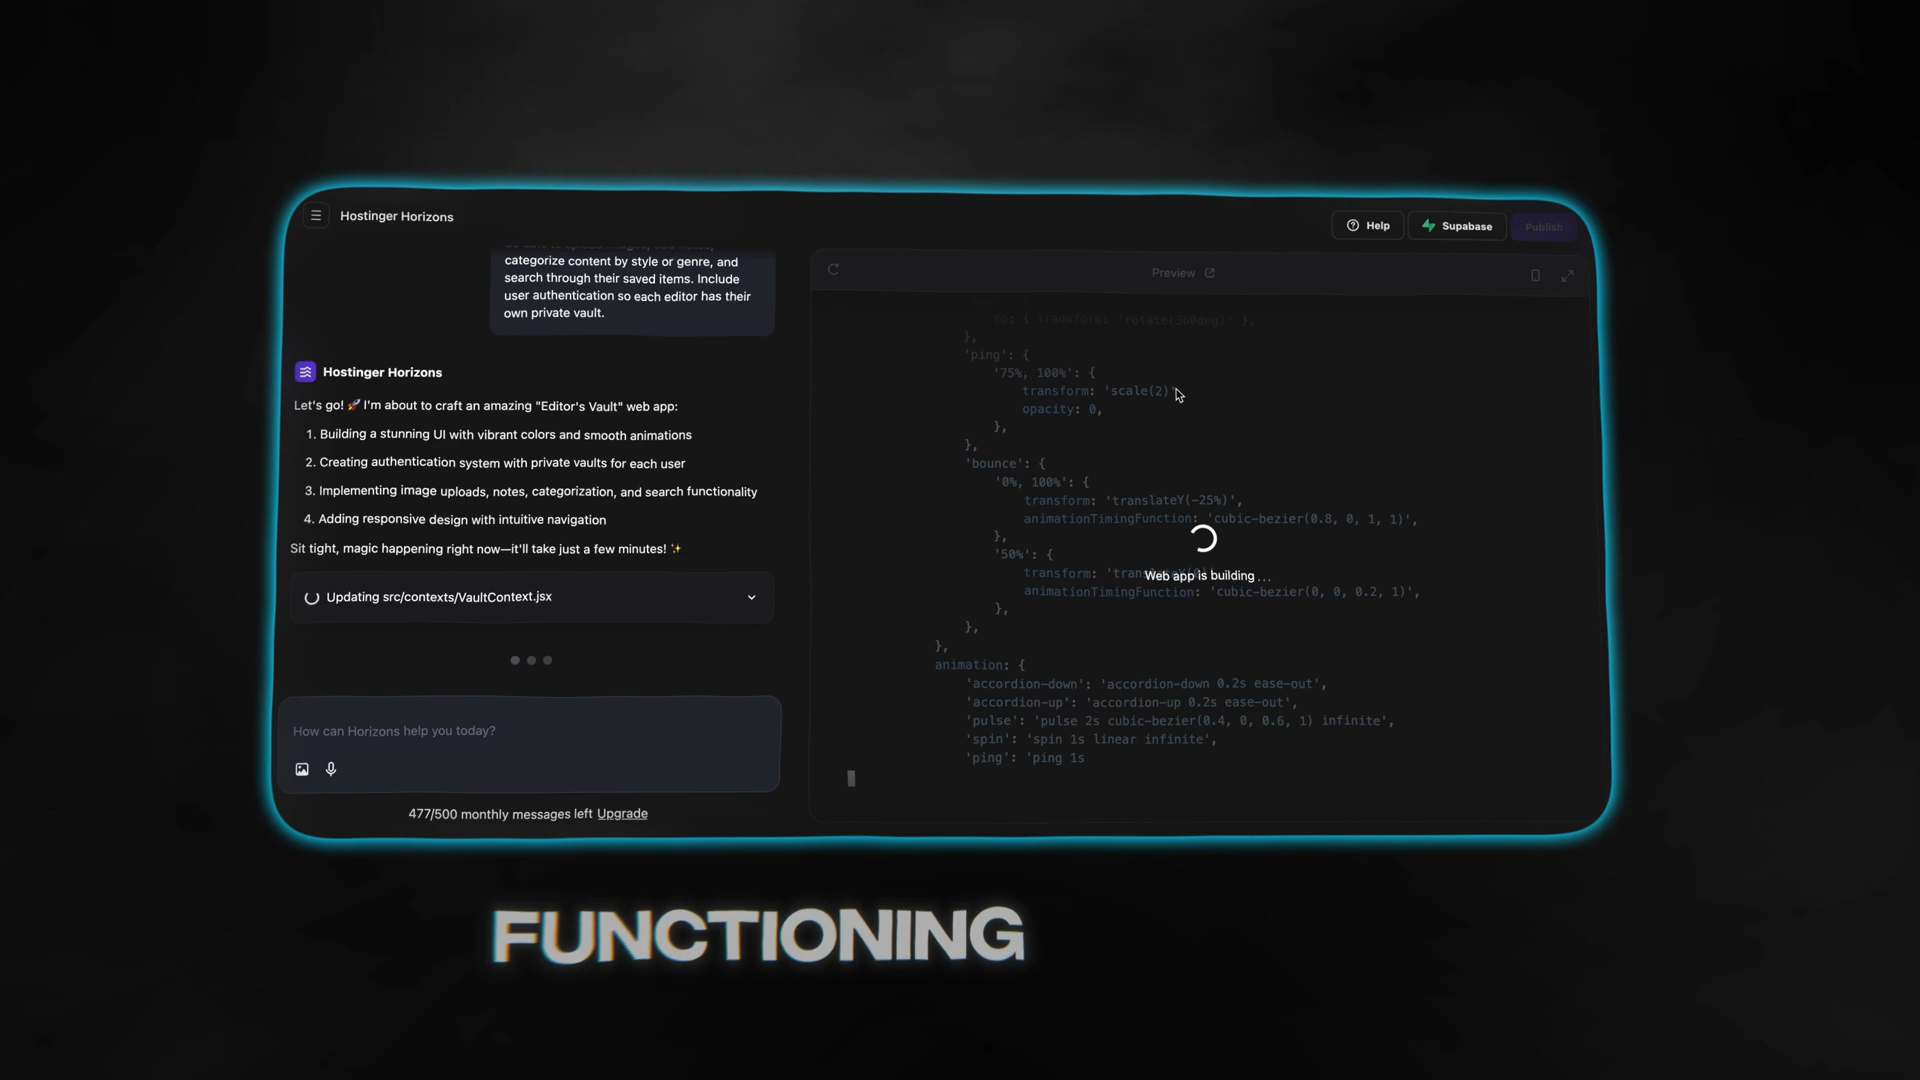 Hostinger Horizons
Help
Supabase
Publish
categorize content by style or genre, and
search through their saved items. Include
user authentication so each editor has their
own private vault.
Hostinger Horizons
Let's go! 🚀 I'm about to craft an amazing "Editor's Vault" web app:
1. Building a stunning UI with vibrant colors and smooth animations
2. Creating authentication system with private vaults for each user
3. Implementing image uploads, notes, categorization, and search functionality
4. Adding responsive design with intuitive navigation
Sit tight, magic happening right now—it'll take just a few minutes! ✨
Updating src/contexts/VaultContext.jsx
How can Horizons help you today?
477/500 monthly messages left Upgrade
Preview
to: { transform: 'rotate(360deg)' },
},
'ping': {
'75%, 100%': {
transform: 'scale(2)',
opacity: 0,
},
},
'bounce': {
'0%, 100%': {
transform: 'translateY(-25%)',
animationTimingFunction: 'cubic-bezier(0.8, 0, 1, 1)',
},
'50%': {
transform:
Web app is building...
animationTimingFunction: 'cubic-bezier(0, 0, 0.2, 1)',
},
},
},
animation: {
'accordion-down': 'accordion-down 0.2s ease-out',
'accordion-up': 'accordion-up 0.2s ease-out',
'pulse': 'pulse 2s cubic-bezier(0.4, 0, 0.6, 1) infinite',
'spin': 'spin 1s linear infinite',
'ping': 'ping 1s
FUNCTIONING